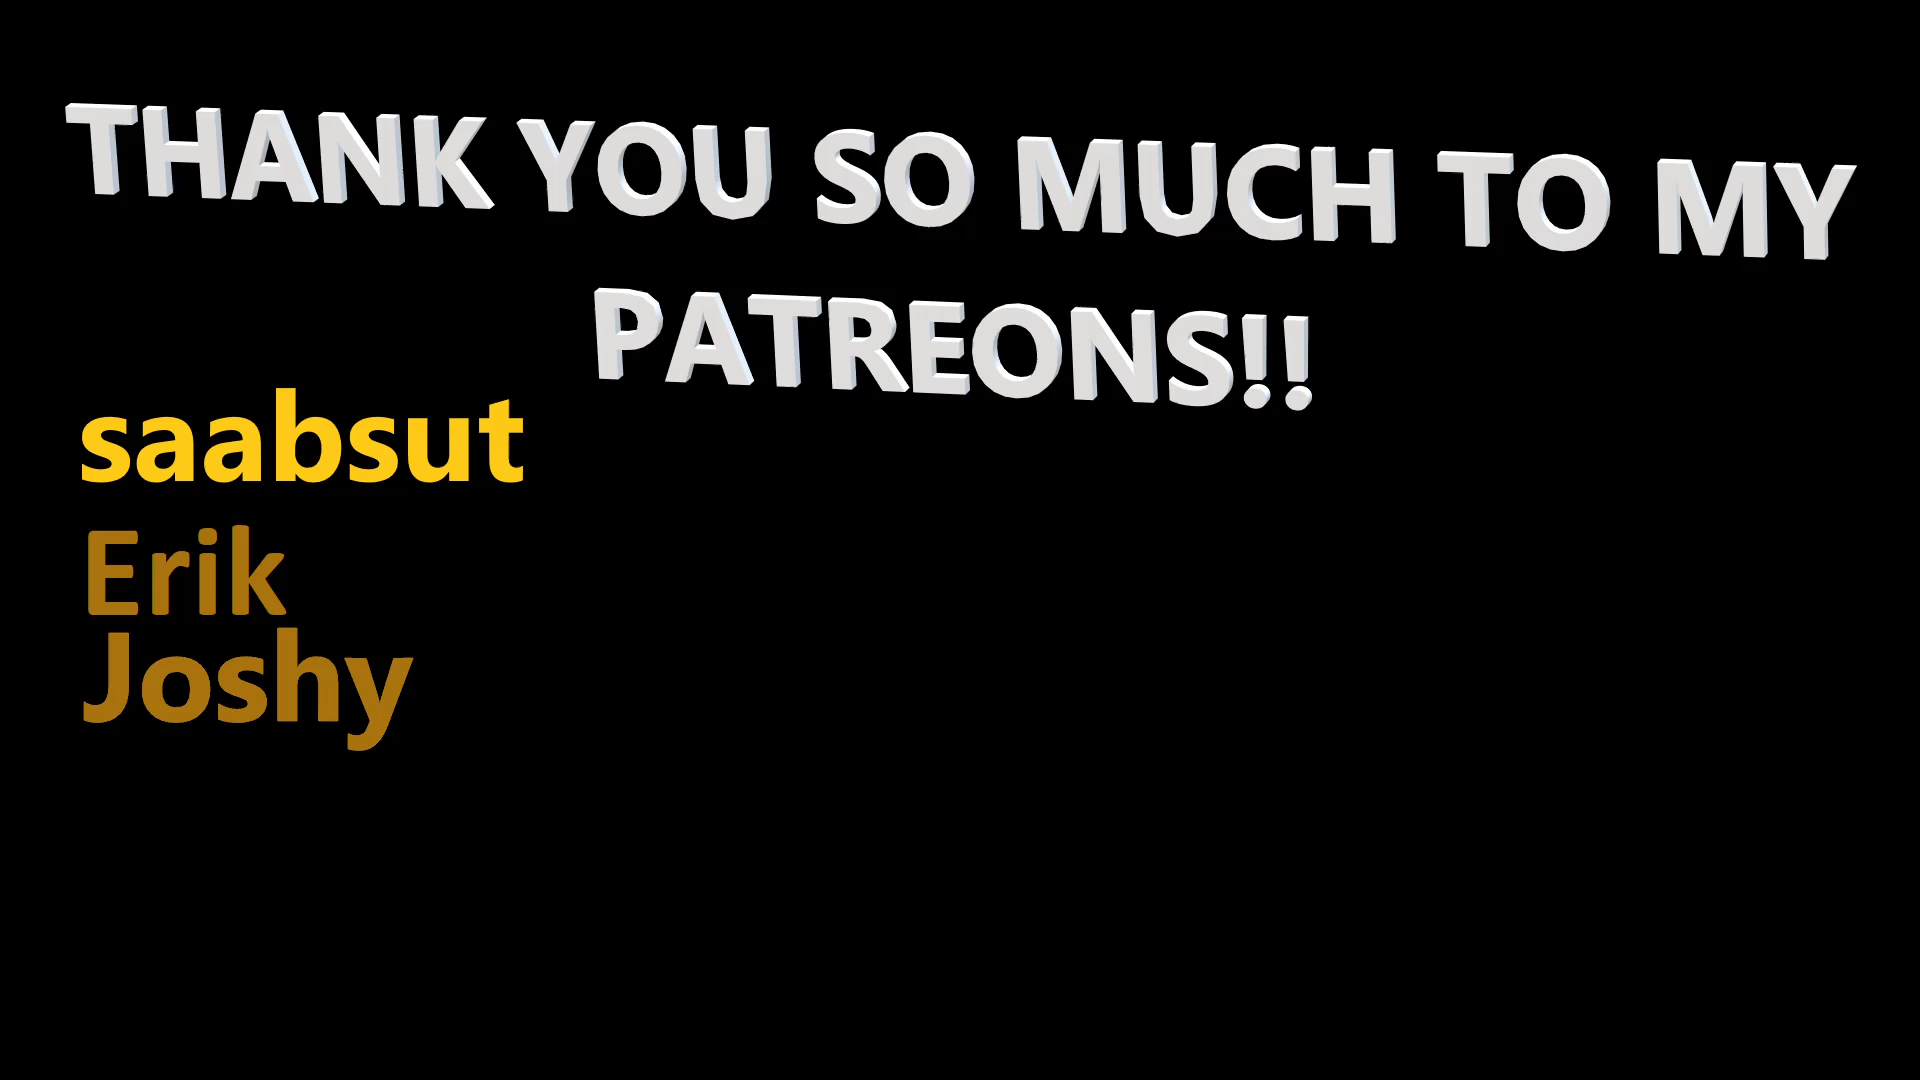 THANK YOU SO MUCH TO MY
PATREONS!!
saabsut
Erik
Joshy